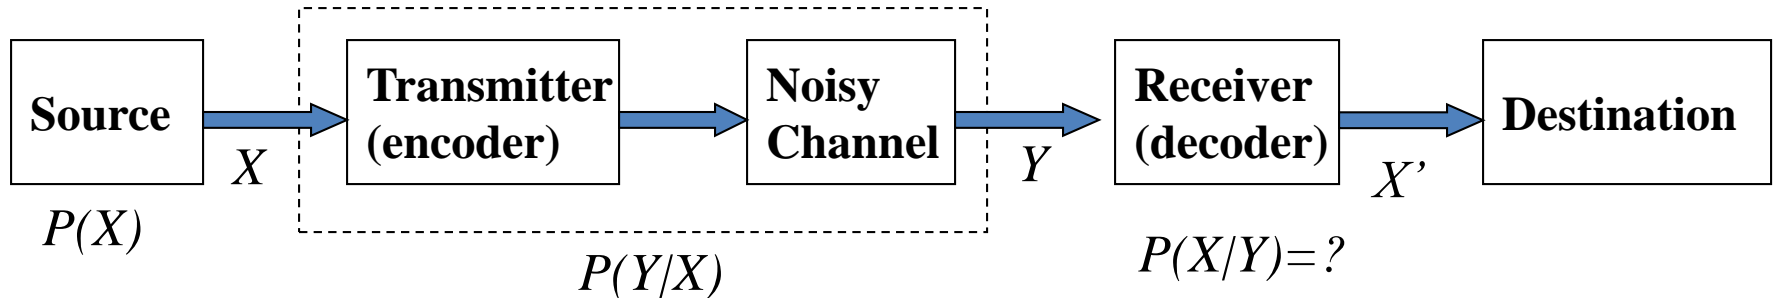 Source
Transmitter
(encoder)
Noisy
Channel
Receiver
(decoder)
Destination
X
Y
X’
P(X)
P(Y/X)
P(X/Y)=?